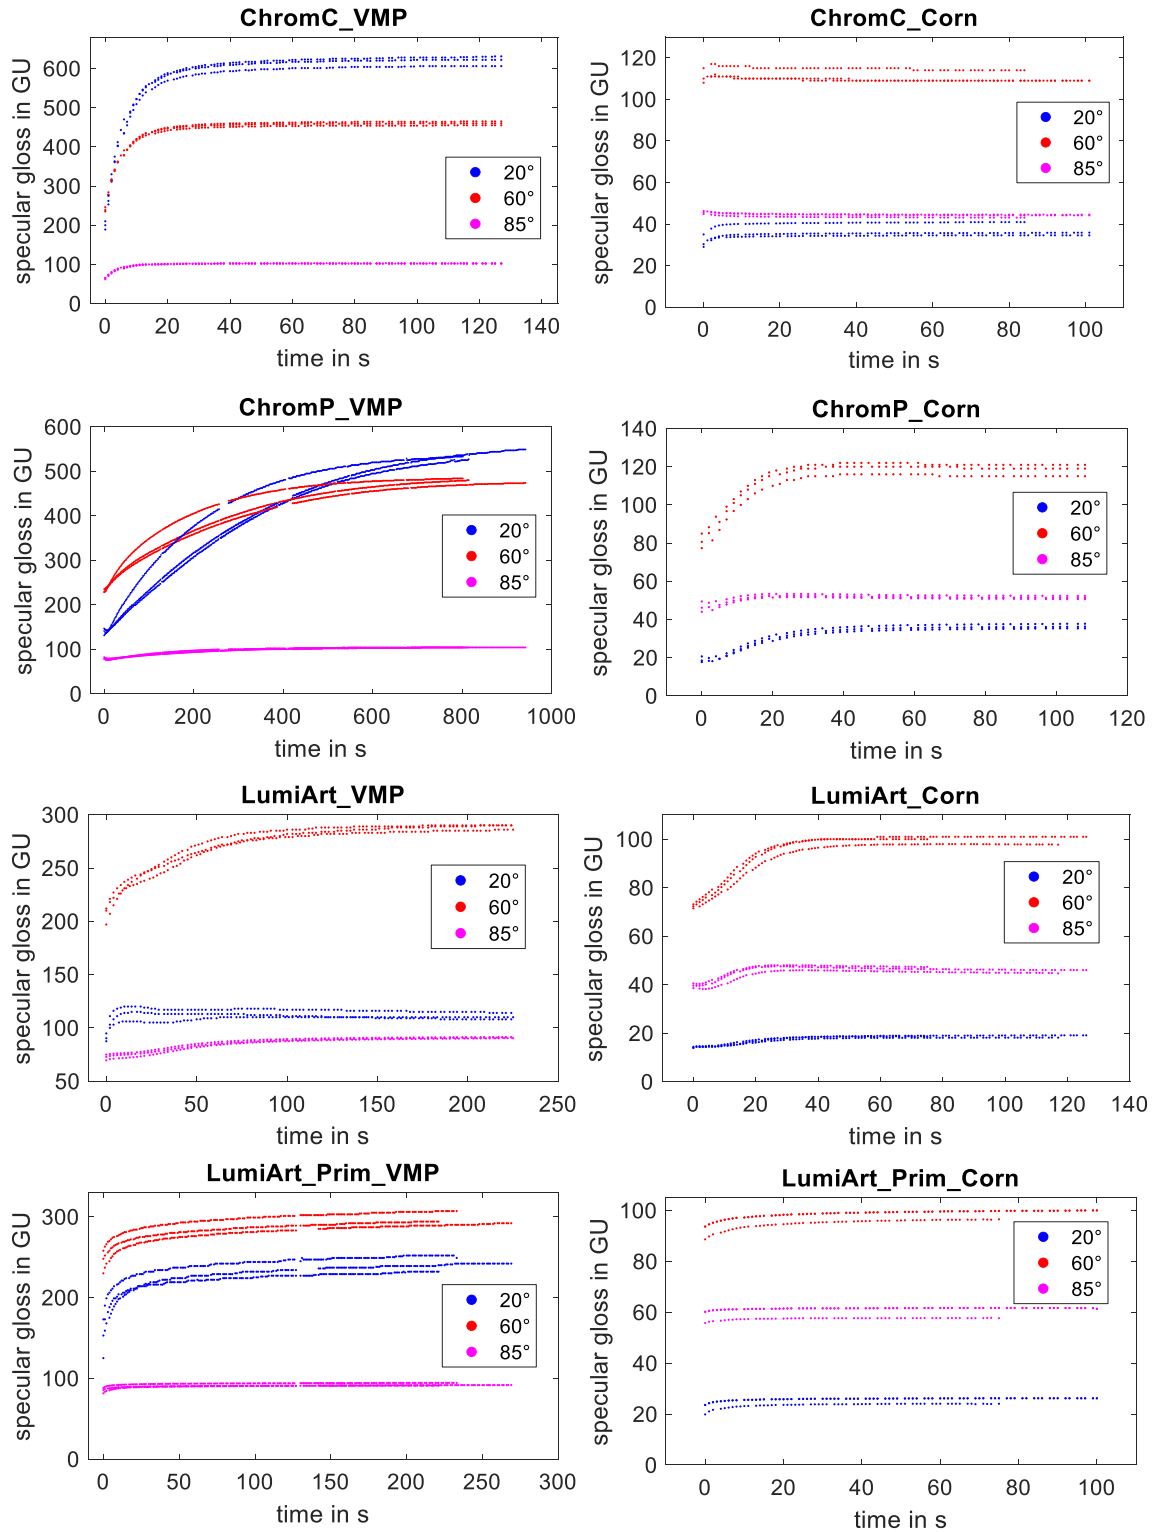 ChromC_VMP
specular gloss in GU
600
500
400
300
200
100
0
0 20 40 60 80 100 120 140
time in s
20°
60°
85°
ChromC_Corn
specular gloss in GU
120
100
80
60
40
20
0
0 20 40 60 80 100
time in s
20°
60°
85°
ChromP_VMP
specular gloss in GU
600
500
400
300
200
100
0
0 200 400 600 800 1000
time in s
20°
60°
85°
ChromP_Corn
specular gloss in GU
140
120
100
80
60
40
20
0
0 20 40 60 80 100 120
time in s
20°
60°
85°
LumiArt_VMP
specular gloss in GU
300
250
200
150
100
50
0 50 100 150 200 250
time in s
20°
60°
85°
LumiArt_Corn
specular gloss in GU
100
80
60
40
20
0
0 20 40 60 80 100 120 140
time in s
20°
60°
85°
LumiArt_Prim_VMP
specular gloss in GU
300
200
100
0
0 50 100 150 200 250 300
time in s
20°
60°
85°
LumiArt_Prim_Corn
specular gloss in GU
100
80
60
40
20
0
0 20 40 60 80 100
time in s
20°
60°
85°